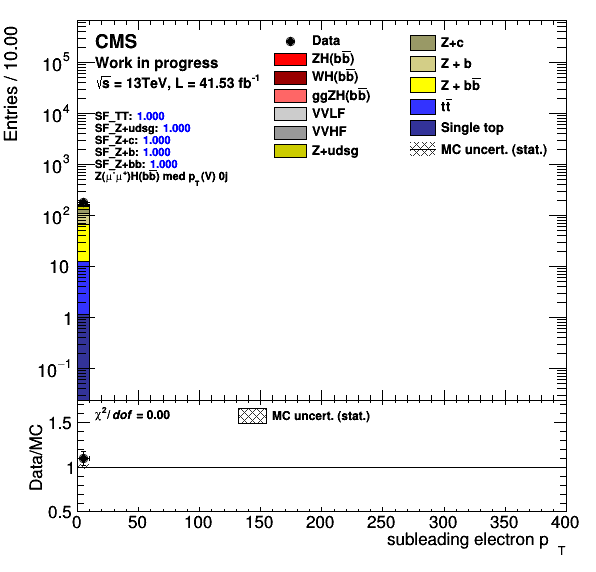 CMS
Work in progress
√s = 13TeV, L = 41.53 fb⁻¹
SF_TT: 1.000
SF_Z+udsg: 1.000
SF_Z+c: 1.000
SF_Z+b: 1.000
SF_Z+bb: 1.000
Z(μ⁻μ⁺)H(bb̅) med p_T(V) 0j
Data
ZH(bb̅)
WH(bb̅)
ggZH(bb̅)
VVLF
VVHF
Z+udsg
Z+c
Z + b
Z + bb̅
tt̅
Single top
MC uncert. (stat.)
Entries / 10.00
10⁵
10⁴
10³
10²
10
1
10⁻¹
χ²/dof = 0.00
MC uncert. (stat.)
Data/MC
1.5
1
0.5
0 50 100 150 200 250 300 350 400
subleading electron p_T